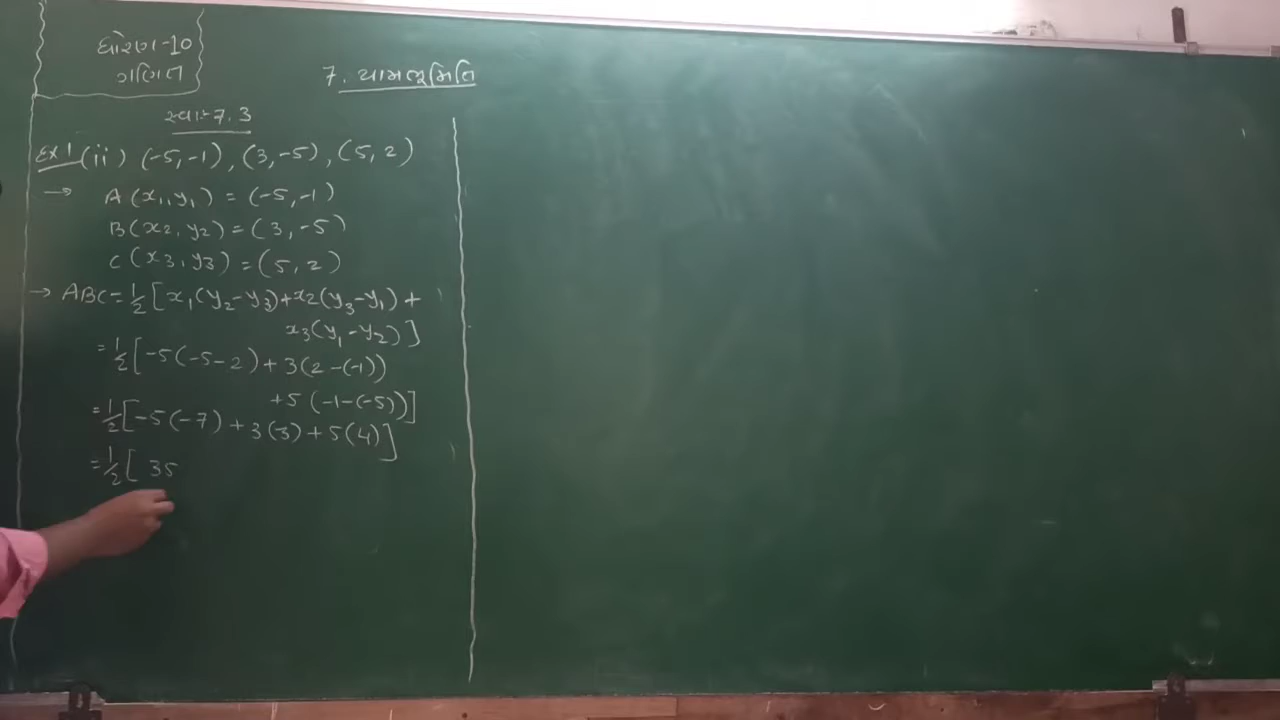 ધોરણ-10
ગણિત
7. યામભૂમિતિ
સ્વા-7.3
Ex 1 (ii) (-5,-1), (3,-5), (5,2)
→ A(x₁,y₁) = (-5,-1)
B(x₂,y₂) = (3,-5)
C(x₃,y₃) = (5,2)
→ ABC = 1/2 [x₁(y₂-y₃)+x₂(y₃-y₁)+
x₃(y₁-y₂)]
= 1/2 [-5(-5-2)+3(2-(-1))
+5(-1-(-5))]
= 1/2 [-5(-7)+3(3)+5(4)]
= 1/2 [ 35